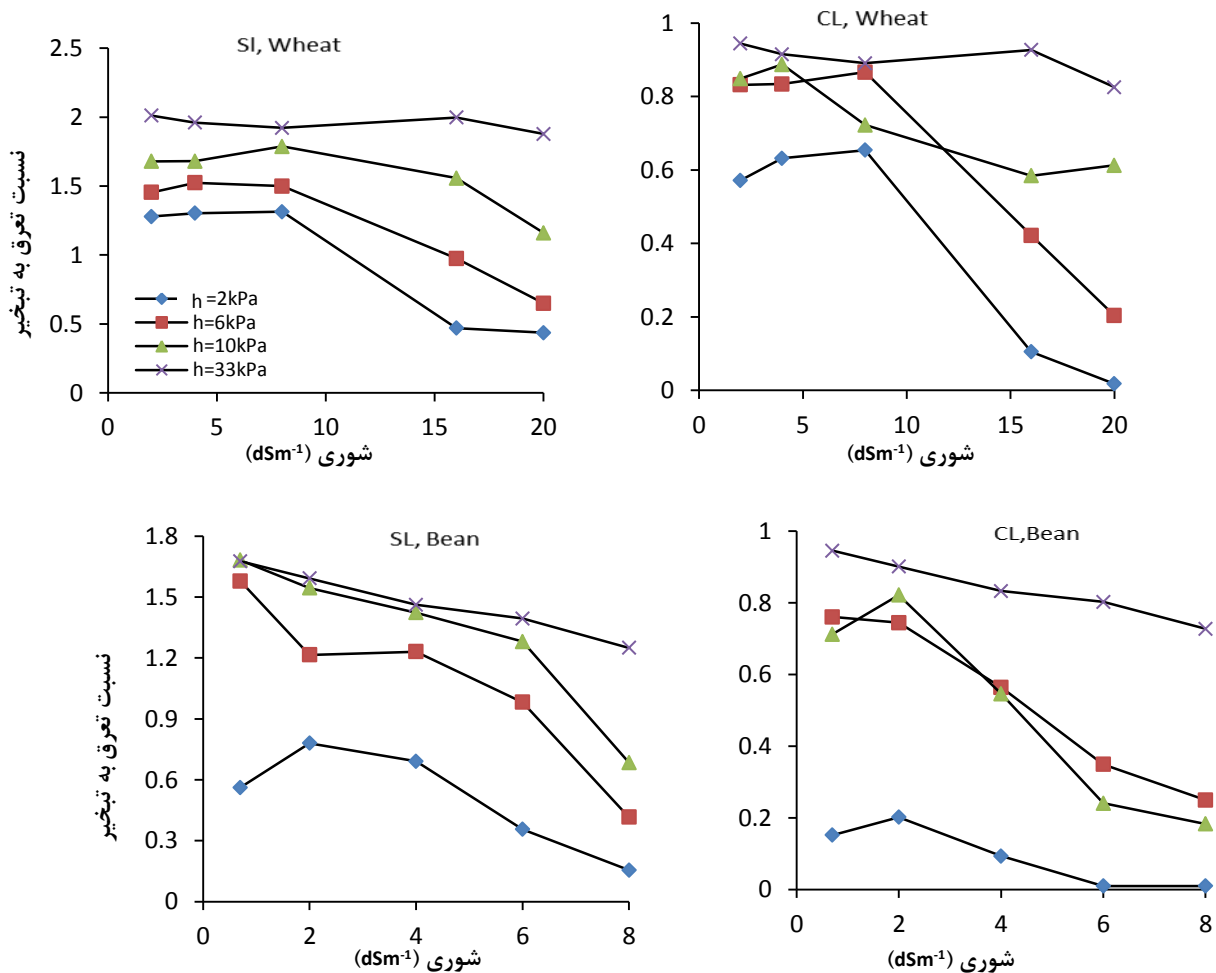 Sl, Wheat
2.5
2
1.5
1
0.5
0
0 5 10 15 20
نسبت تعرق به تبخیر
شوری (dSm⁻¹)
h =2kPa
h=6kPa
h=10kPa
h=33kPa
CL, Wheat
1
0.8
0.6
0.4
0.2
0
0 5 10 15 20
شوری (dSm⁻¹)
SL, Bean
1.8
1.5
1.2
0.9
0.6
0.3
0
0 2 4 6 8
نسبت تعرق به تبخیر
شوری (dSm⁻¹)
CL,Bean
1
0.8
0.6
0.4
0.2
0
0 2 4 6 8
شوری (dSm⁻¹)